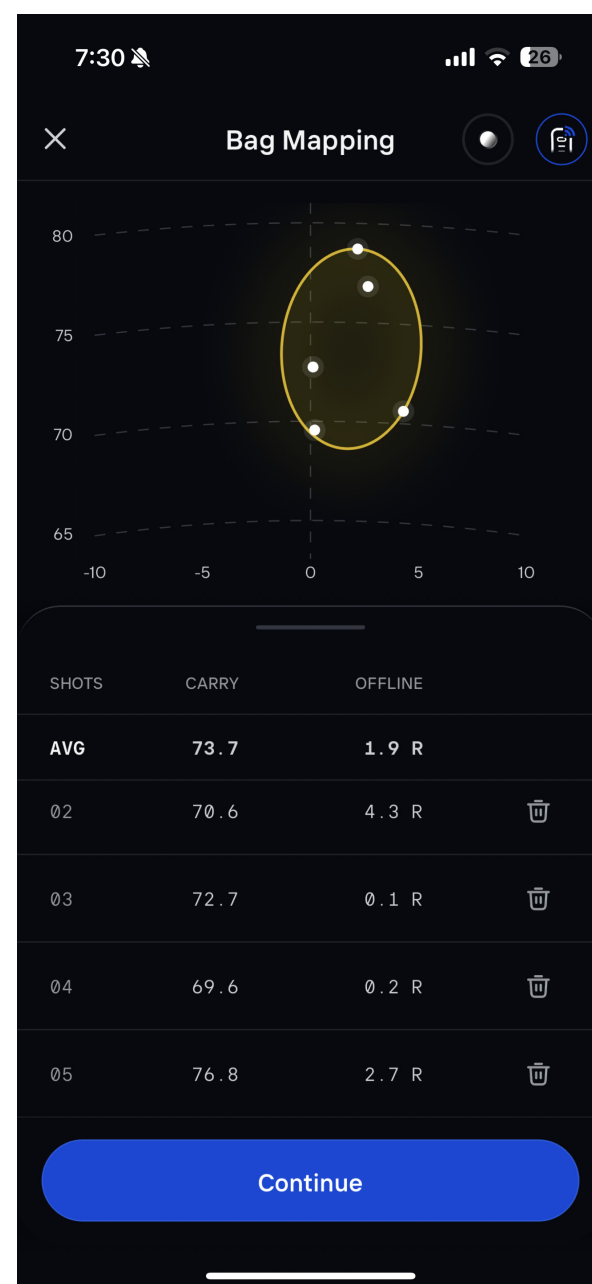 7:30
26
Bag Mapping
80
75
70
65
-10 -5 0 5 10
SHOTS CARRY OFFLINE
AVG 73.7 1.9 R
02 70.6 4.3 R
03 72.7 0.1 R
04 69.6 0.2 R
05 76.8 2.7 R
Continue